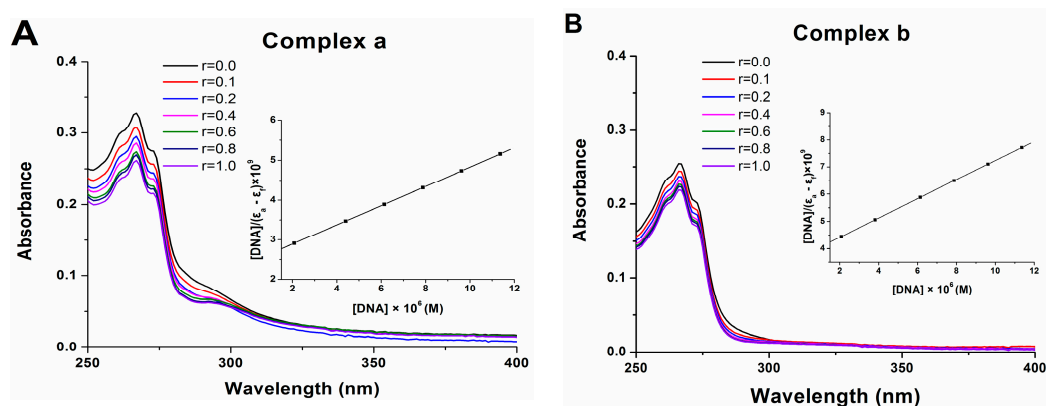 A
Complex a
r=0.0
r=0.1
r=0.2
r=0.4
r=0.6
r=0.8
r=1.0
0.4
0.3
0.2
0.1
0.0
Absorbance
250
300
350
400
Wavelength (nm)
6
5
4
3
2
[DNA]/(εa - εf)×10⁹
2
4
6
8
10
12
[DNA] × 10⁶ (M)
B
Complex b
r=0.0
r=0.1
r=0.2
r=0.4
r=0.6
r=0.8
r=1.0
0.4
0.3
0.2
0.1
0.0
Absorbance
250
300
350
400
Wavelength (nm)
9
8
7
6
5
4
[DNA]/(εa - εf)×10⁹
2
4
6
8
10
12
[DNA] × 10⁶ (M)